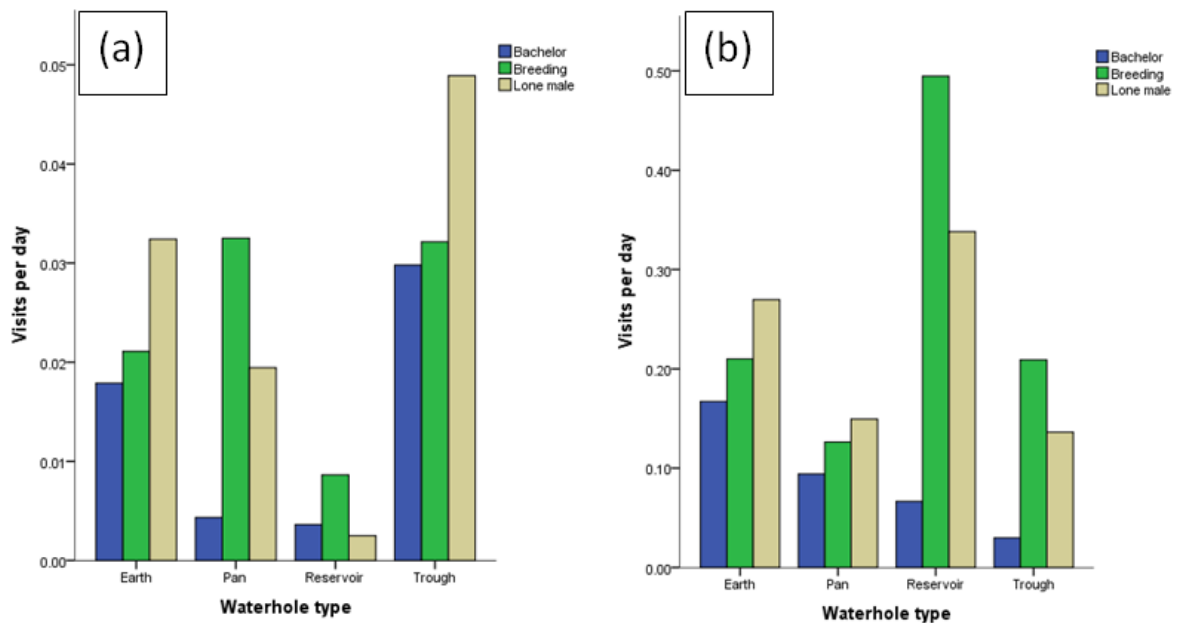 (a)
Bachelor
Breeding
Lone male
0.05
0.04
0.03
0.02
0.01
0.00
Visits per day
Earth Pan Reservoir Trough
Waterhole type
(b)
Bachelor
Breeding
Lone male
0.50
0.40
0.30
0.20
0.10
0.00
Visits per day
Earth Pan Reservoir Trough
Waterhole type